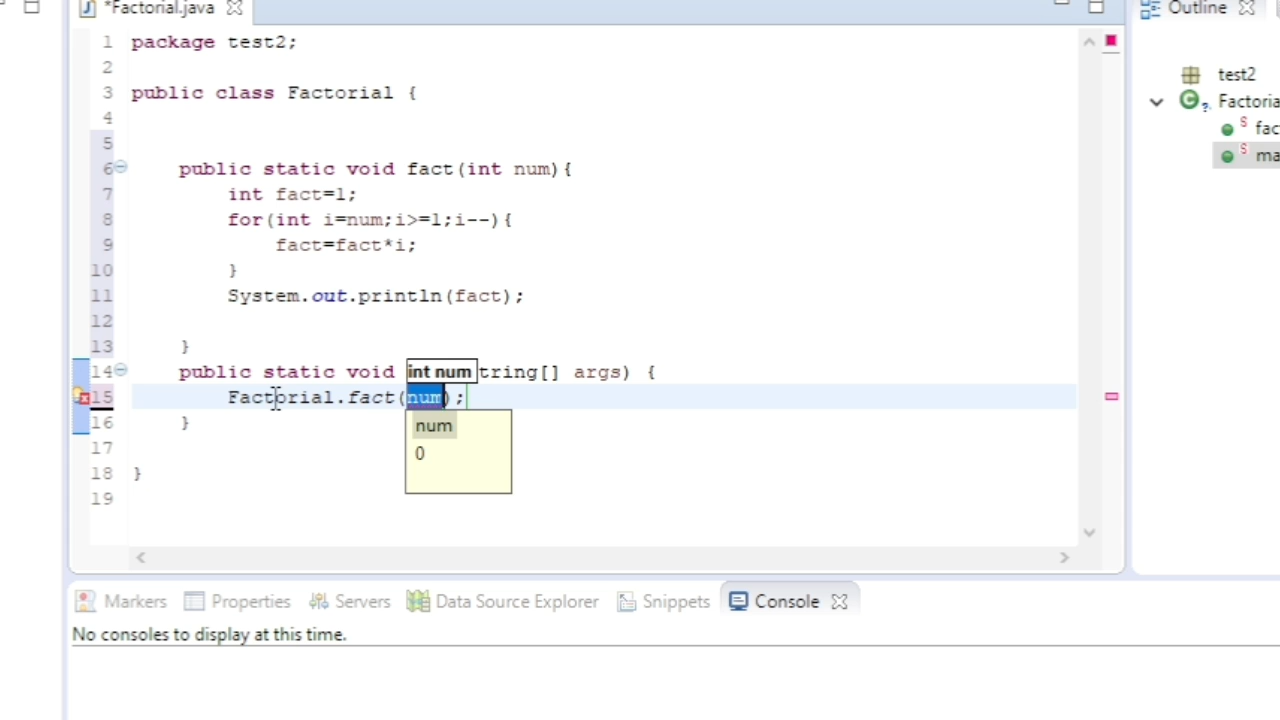 *Factorial.java
Outline
1 package test2;
2
3 public class Factorial {
4
5
6 public static void fact(int num){
7 int fact=1;
8 for(int i=num;i>=1;i--){
9 fact=fact*i;
10 }
11 System.out.println(fact);
12
13 }
14 public static void tring[] args) {
int num
15 Factorial.fact(num);
16 }
17
18 }
19
num
0
test2
Factoria
fac
ma
Markers Properties Servers Data Source Explorer Snippets Console
No consoles to display at this time.